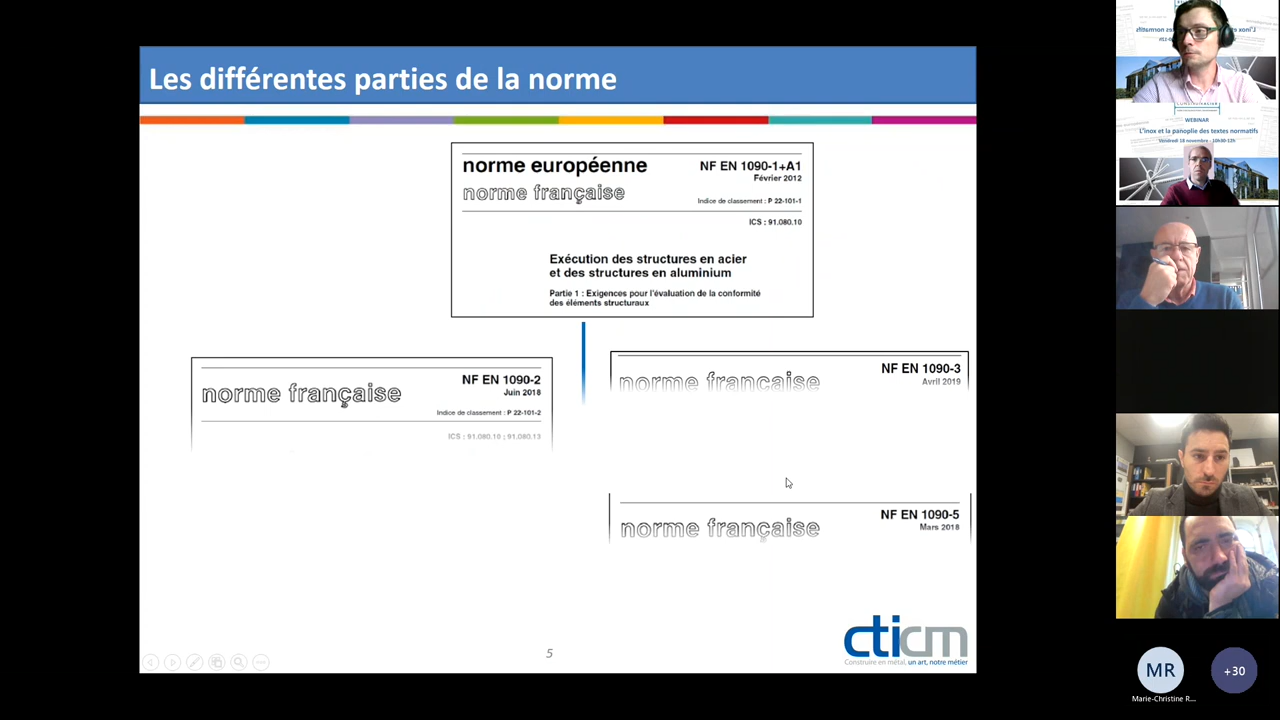 Les différentes parties de la norme
norme européenne
norme française
NF EN 1090-1+A1
Février 2012
Indice de classement : P 22-101-1
ICS : 91.080.10
Exécution des structures en acier
et des structures en aluminium
Partie 1 : Exigences pour l'évaluation de la conformité
des éléments structuraux
norme française
NF EN 1090-2
Juin 2018
Indice de classement : P 22-101-2
ICS : 91.080.10 ; 91.080.13
norme française
NF EN 1090-3
Avril 2019
norme française
NF EN 1090-5
Mars 2018
5
cticm
Construire en métal, un art, notre métier
WEBINAR
L'inox et la panoplie des textes normatifs
Vendredi 18 novembre - 10h30-11h
MR
Marie-Christine R...
+30